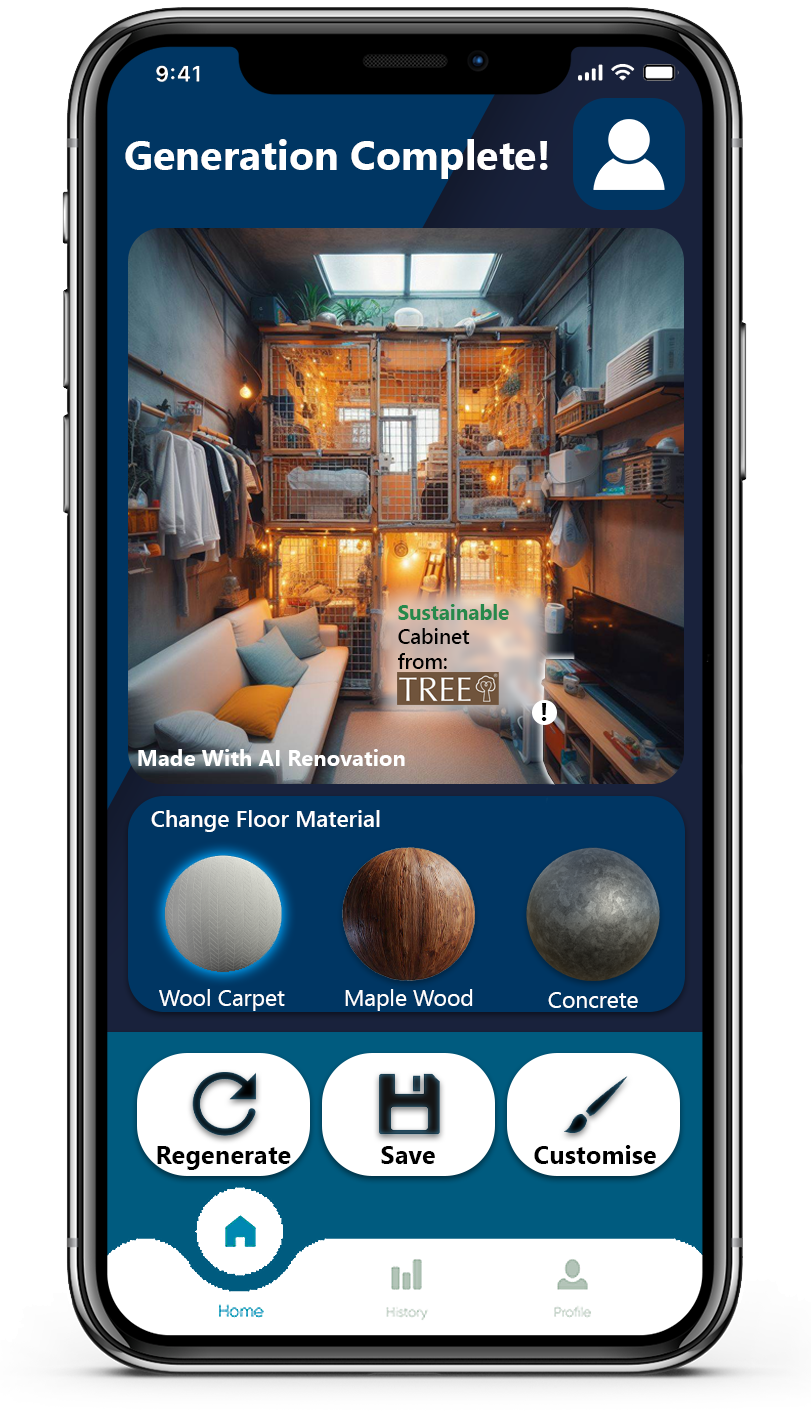 9:41
Generation Complete!
Sustainable
Cabinet
from:
TREE
!
Made With AI Renovation
Change Floor Material
Wool Carpet
Maple Wood
Concrete
Regenerate
Save
Customise
Home
History
Profile